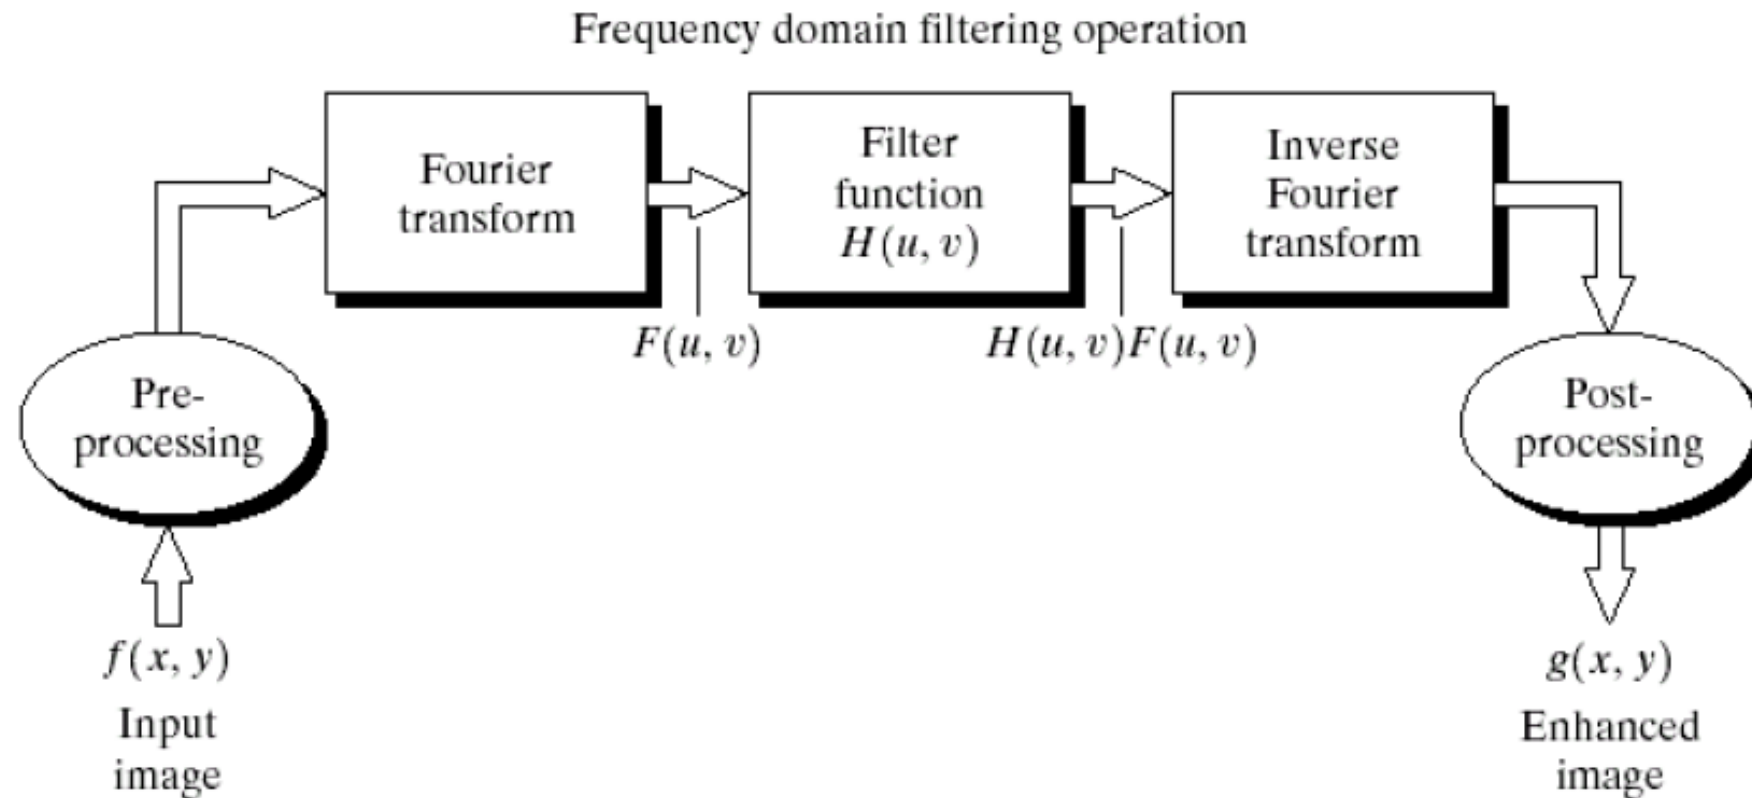 Frequency domain filtering operation
Fourier
transform
Filter
function
H(u, v)
Inverse
Fourier
transform
F(u, v)
H(u, v)F(u, v)
Pre-
processing
Post-
processing
f(x, y)
Input
image
g(x, y)
Enhanced
image